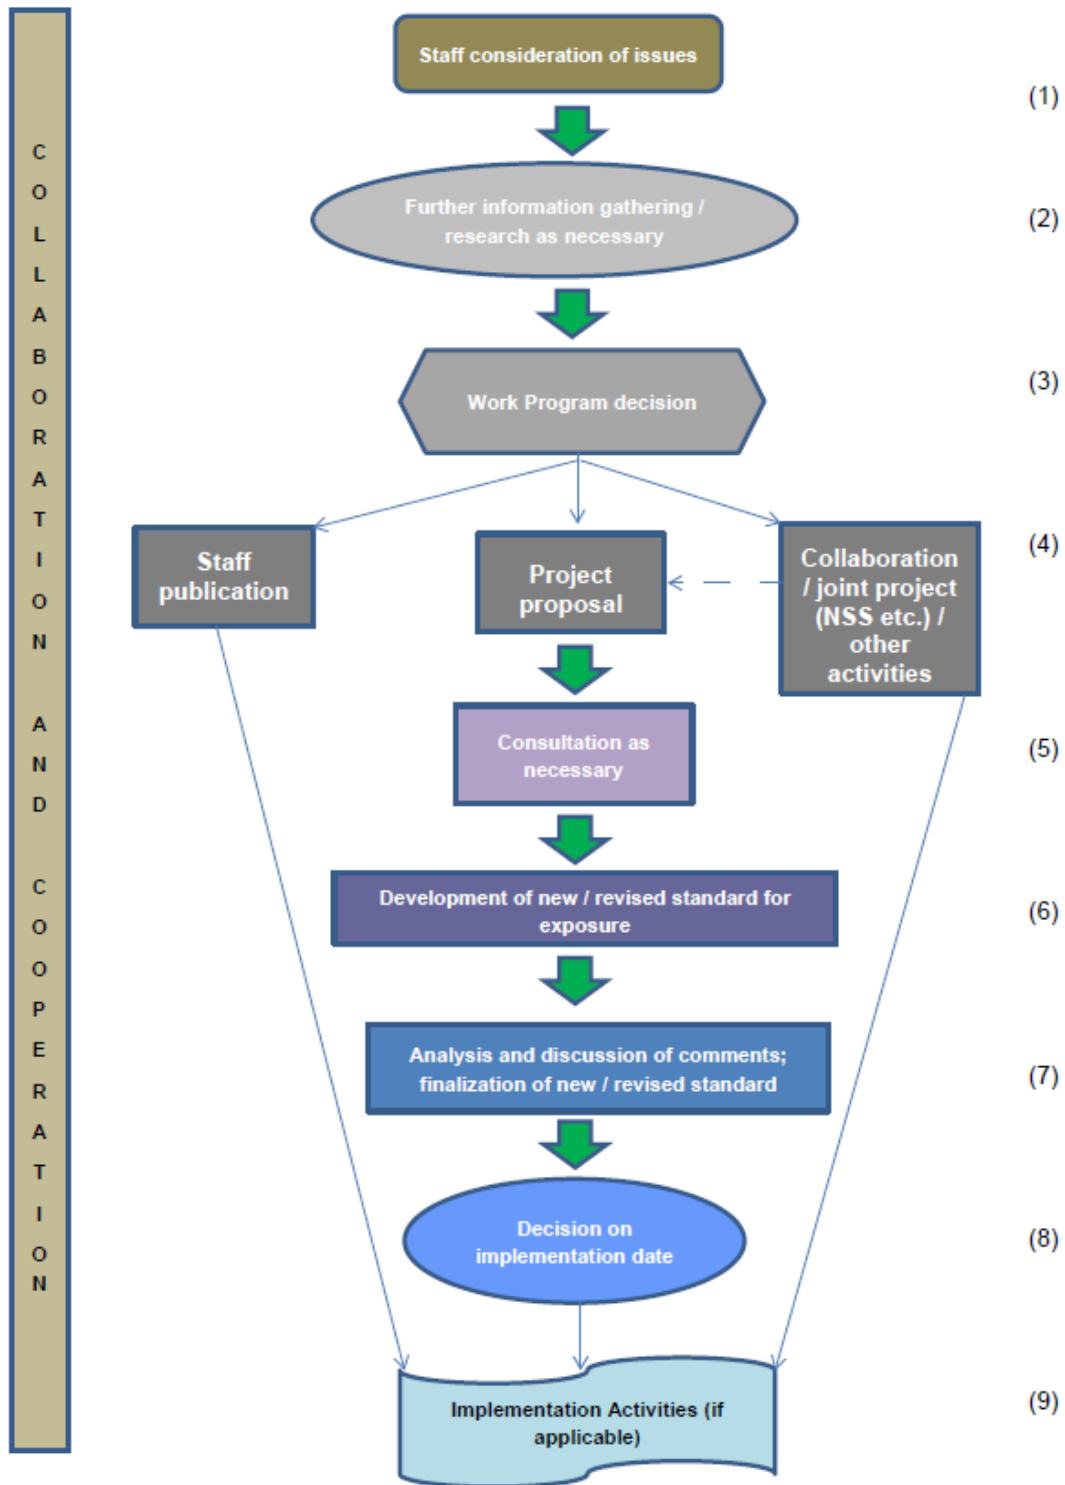 COLLABORATION AND COOPERATION
Staff consideration of issues
(1)
Further information gathering /
research as necessary
(2)
Work Program decision
(3)
Staff
publication
Project
proposal
Collaboration
/ joint project
(NSS etc.) /
other
activities
(4)
Consultation as
necessary
(5)
Development of new / revised standard for
exposure
(6)
Analysis and discussion of comments;
finalization of new / revised standard
(7)
Decision on
implementation date
(8)
Implementation Activities (if
applicable)
(9)